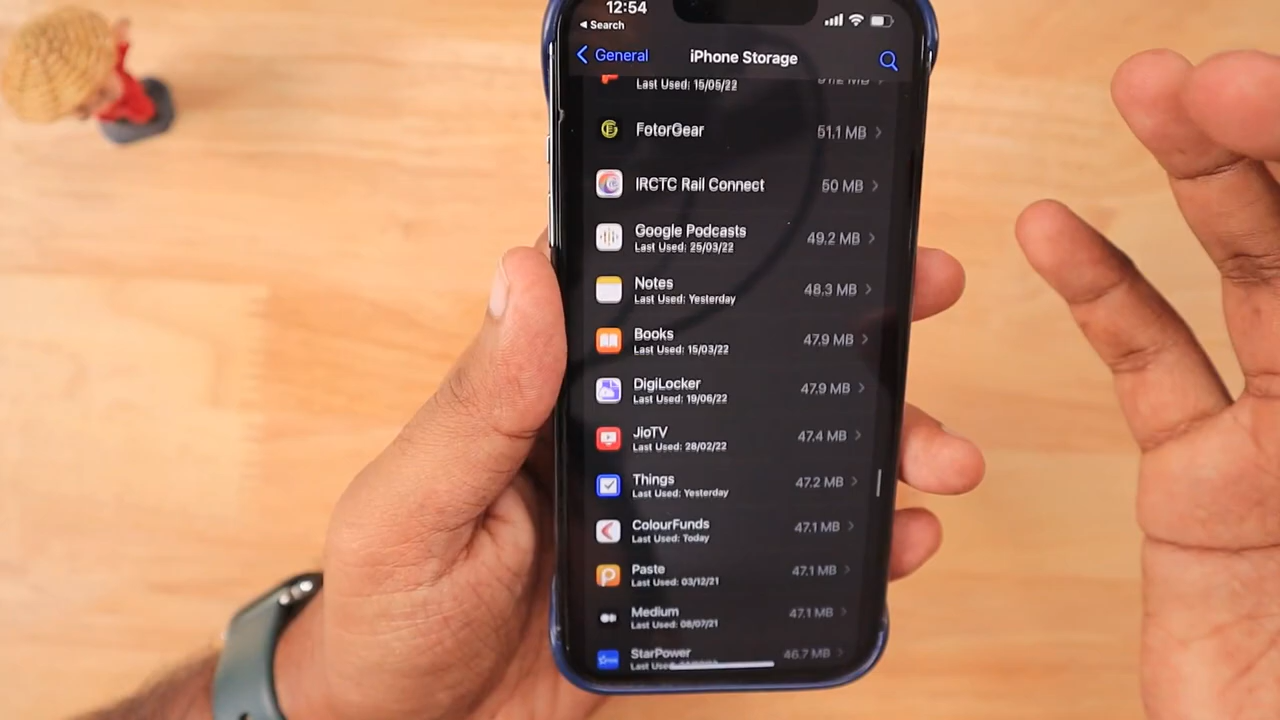 12:54
Search
General
iPhone Storage
Last Used: 15/05/22
FotorGear
51.1 MB
IRCTC Rail Connect
50 MB
Google Podcasts
Last Used: 25/03/22
49.2 MB
Notes
Last Used: Yesterday
48.3 MB
Books
Last Used: 15/03/22
47.9 MB
DigiLocker
Last Used: 19/06/22
47.9 MB
JioTV
Last Used: 28/02/22
47.4 MB
Things
Last Used: Yesterday
47.2 MB
ColourFunds
Last Used: Today
47.1 MB
Paste
Last Used: 03/12/21
47.1 MB
Medium
Last Used: 08/07/21
47.1 MB
StarPower
Last Used:
46.7 MB